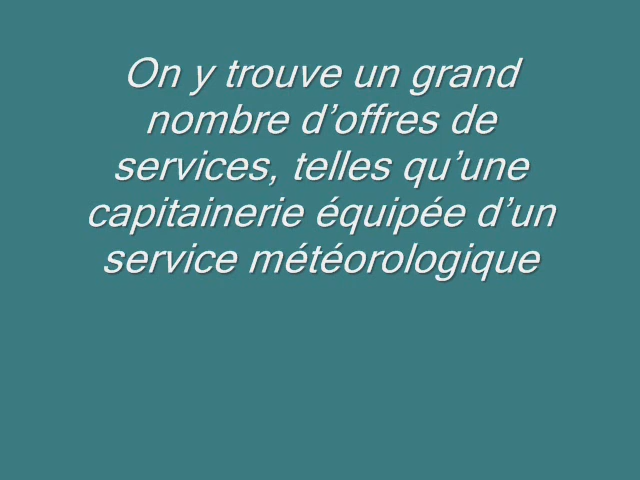 On y trouve un grand
nombre d’offres de
services, telles qu’une
capitainerie équipée d’un
service météorologique